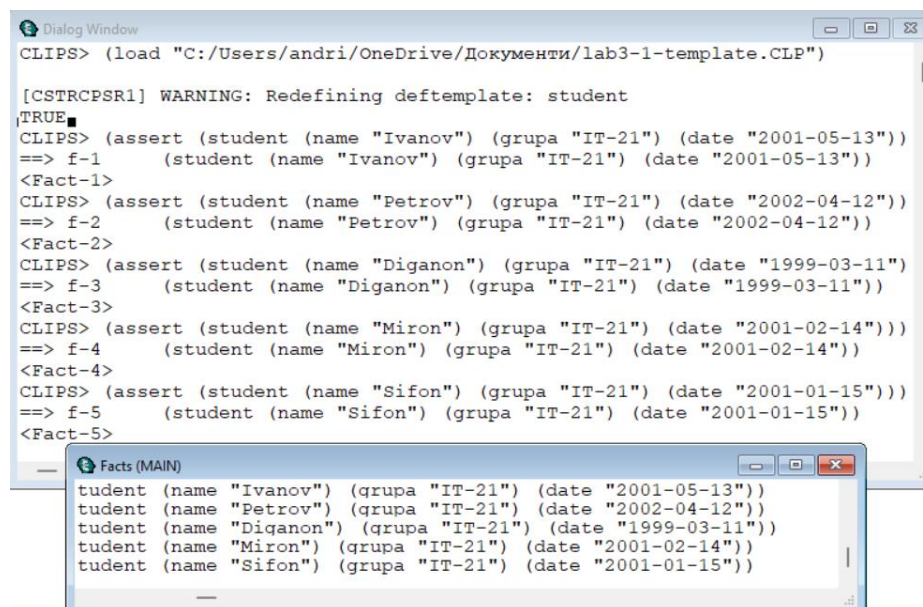 Dialog Window
CLIPS> (load "C:/Users/andri/OneDrive/Документи/lab3-1-template.CLP")
[CSTRCPSR1] WARNING: Redefining deftemplate: student
TRUE
CLIPS> (assert (student (name "Ivanov") (grupa "IT-21") (date "2001-05-13"))
==> f-1 (student (name "Ivanov") (grupa "IT-21") (date "2001-05-13"))
<Fact-1>
CLIPS> (assert (student (name "Petrov") (grupa "IT-21") (date "2002-04-12"))
==> f-2 (student (name "Petrov") (grupa "IT-21") (date "2002-04-12"))
<Fact-2>
CLIPS> (assert (student (name "Diganon") (grupa "IT-21") (date "1999-03-11")
==> f-3 (student (name "Diganon") (grupa "IT-21") (date "1999-03-11"))
<Fact-3>
CLIPS> (assert (student (name "Miron") (grupa "IT-21") (date "2001-02-14")))
==> f-4 (student (name "Miron") (grupa "IT-21") (date "2001-02-14"))
<Fact-4>
CLIPS> (assert (student (name "Sifon") (grupa "IT-21") (date "2001-01-15")))
==> f-5 (student (name "Sifon") (grupa "IT-21") (date "2001-01-15"))
<Fact-5>
Facts (MAIN)
tudent (name "Ivanov") (grupa "IT-21") (date "2001-05-13"))
tudent (name "Petrov") (grupa "IT-21") (date "2002-04-12"))
tudent (name "Diganon") (grupa "IT-21") (date "1999-03-11"))
tudent (name "Miron") (grupa "IT-21") (date "2001-02-14"))
tudent (name "Sifon") (grupa "IT-21") (date "2001-01-15"))